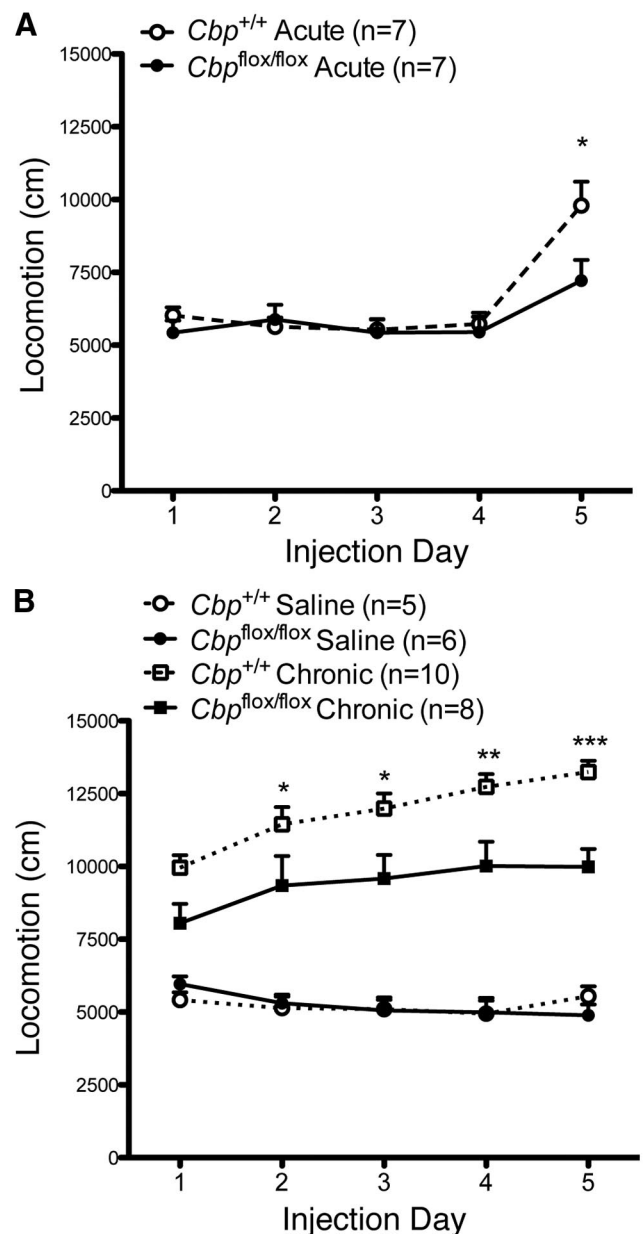 A
Cbp+/+ Acute (n=7)
Cbpflox/flox Acute (n=7)
15000
12500
10000
7500
5000
2500
0
Locomotion (cm)
*
1 2 3 4 5
Injection Day
B
Cbp+/+ Saline (n=5)
Cbpflox/flox Saline (n=6)
Cbp+/+ Chronic (n=10)
Cbpflox/flox Chronic (n=8)
15000
12500
10000
7500
5000
2500
0
Locomotion (cm)
* * ** ***
1 2 3 4 5
Injection Day